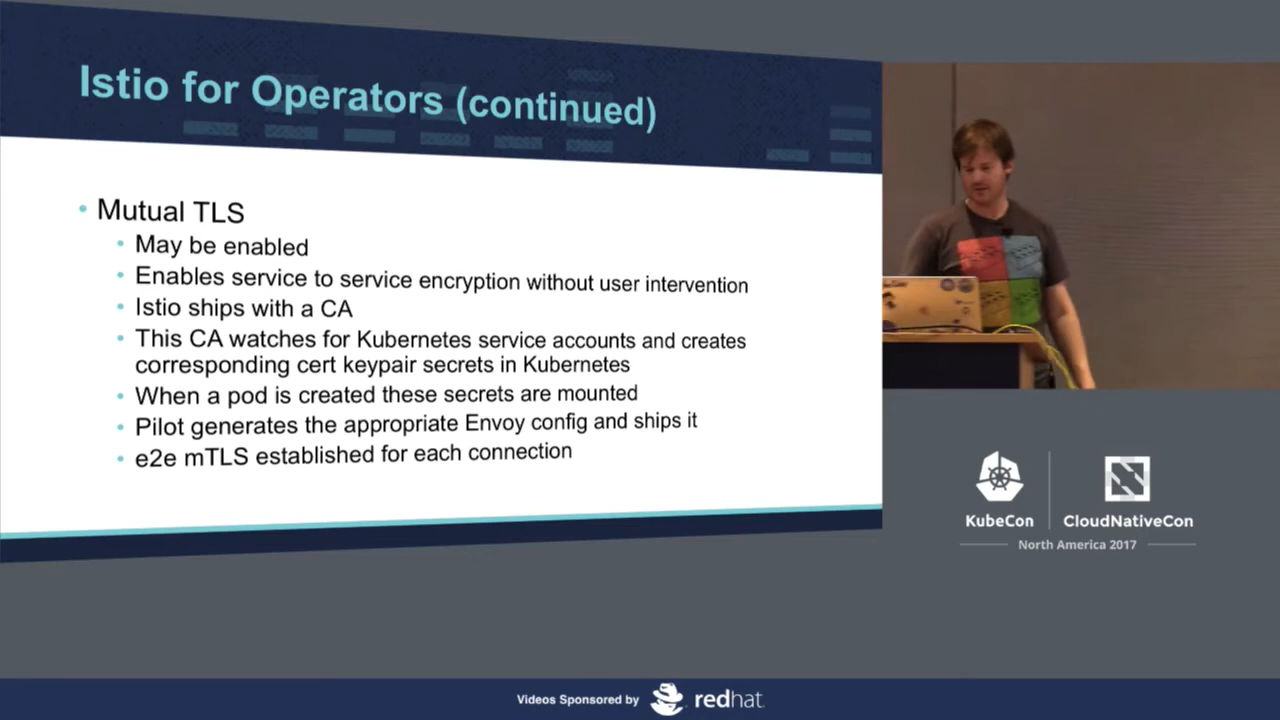 Istio for Operators (continued)
• Mutual TLS
• May be enabled
• Enables service to service encryption without user intervention
• Istio ships with a CA
• This CA watches for Kubernetes service accounts and creates
corresponding cert keypair secrets in Kubernetes
• When a pod is created these secrets are mounted
• Pilot generates the appropriate Envoy config and ships it
• e2e mTLS established for each connection
KubeCon
CloudNativeCon
North America 2017
Videos Sponsored by
redhat.